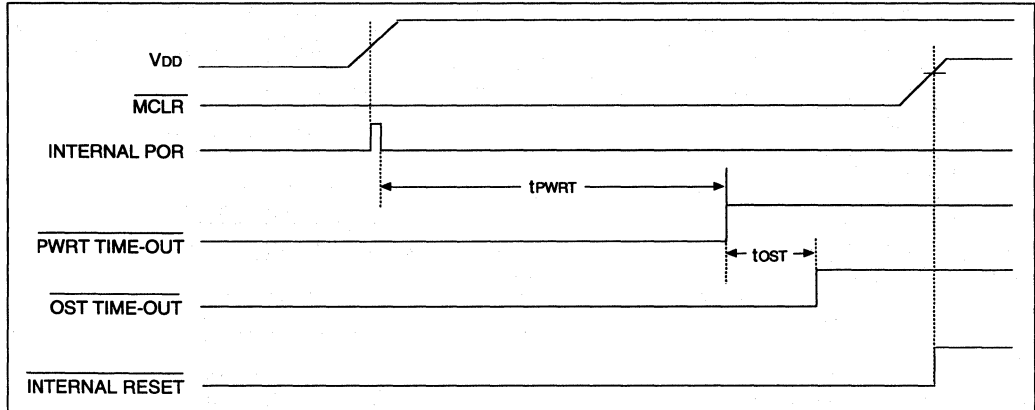 VDD
MCLR
INTERNAL POR
tPWRT
PWRT TIME-OUT
tOST
OST TIME-OUT
INTERNAL RESET